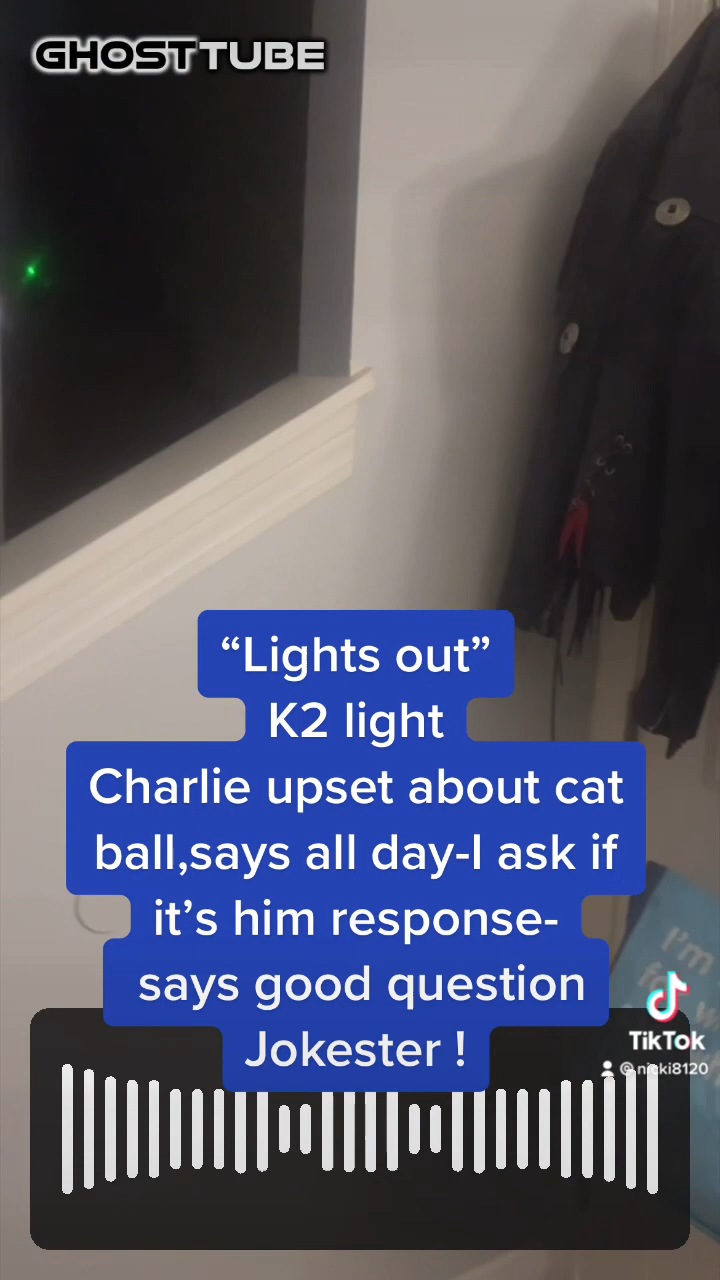 GHOSTTUBE
“Lights out”
K2 light
Charlie upset about cat
ball,says all day-I ask if
it’s him response-
says good question
Jokester !
I'm
TikTok
@nicki8120